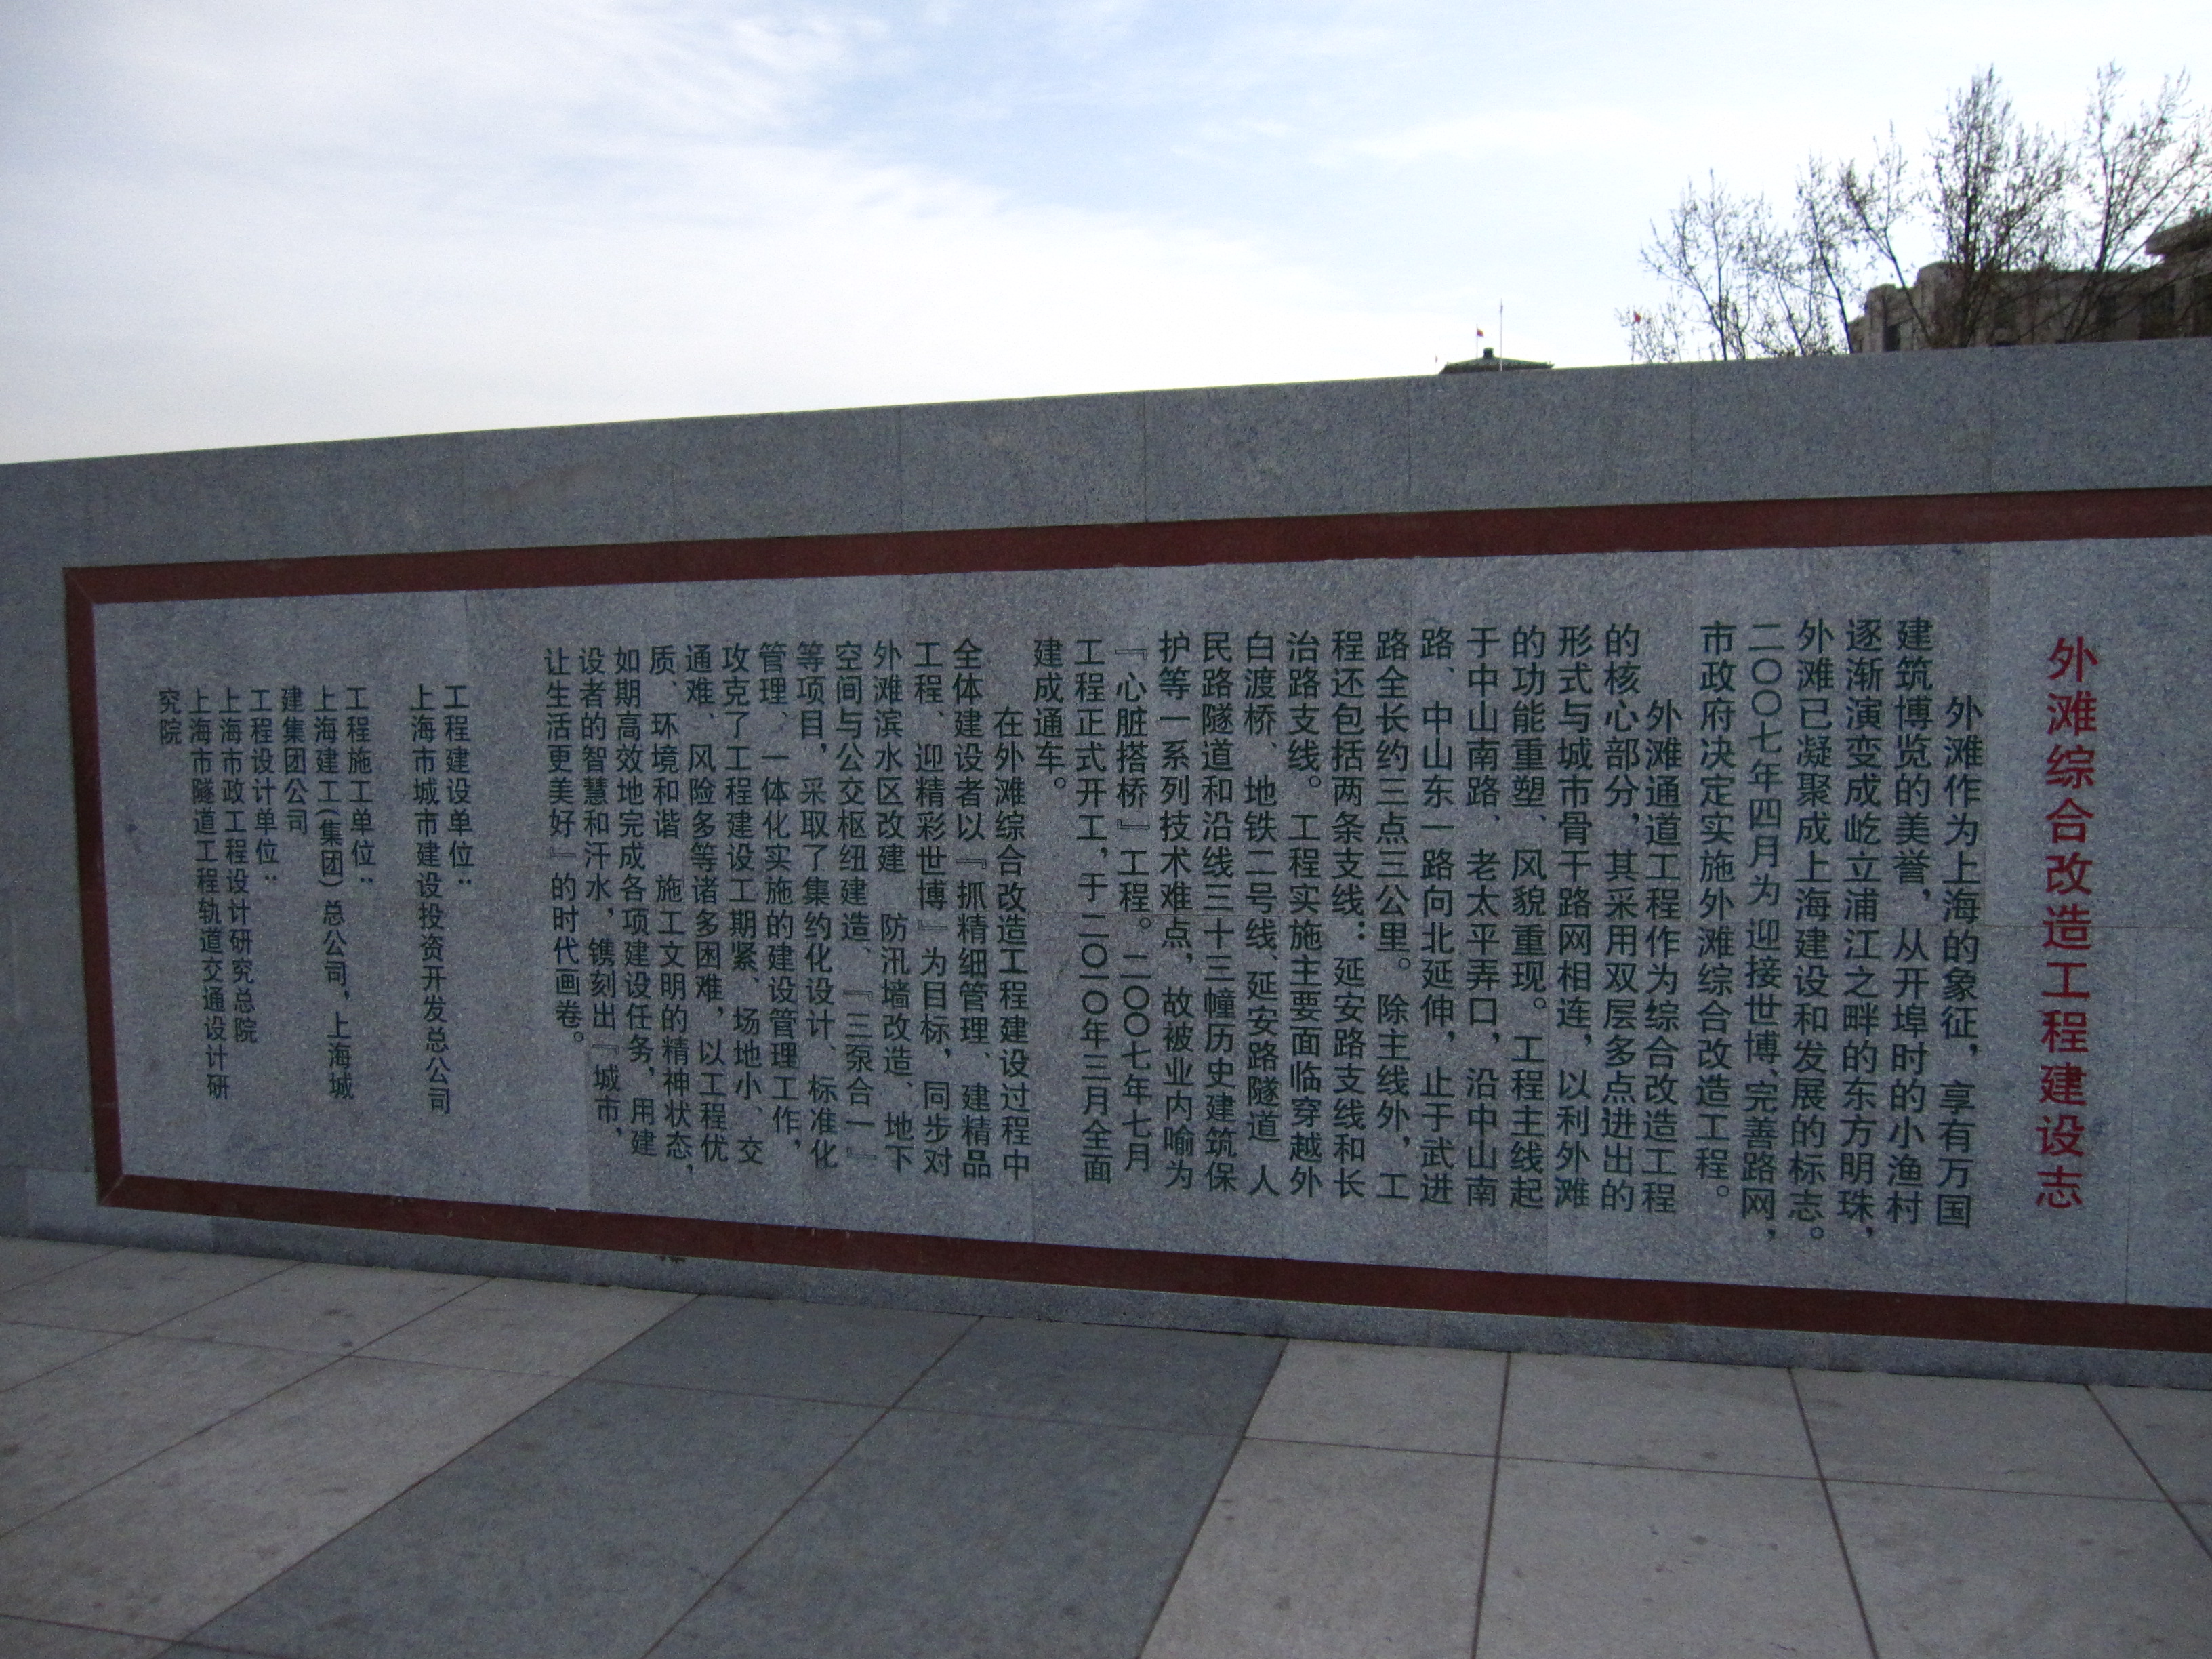 外滩综合改造工程建设志
外滩作为上海的象征，享有万国
建筑博览的美誉，从开埠时的小渔村
逐渐演变成屹立浦江之畔的东方明珠，
外滩已凝聚成上海建设和发展的标志。
二〇〇七年四月为迎接世博、完善路网，
市政府决定实施外滩综合改造工程。
外滩通道工程作为综合改造工程
的核心部分，其采用双层多点进出的
形式与城市骨干路网相连，以利外滩
的功能重塑、风貌重现。工程主线起
于中山南路、老太平弄口，沿中山南
路、中山东一路向北延伸，止于武进
路全长约三点三公里。除主线外，工
程还包括两条支线：延安路支线和长
治路支线。工程实施主要面临穿越外
白渡桥、地铁二号线、延安路隧道 人
民路隧道和沿线三十三幢历史建筑保
护等一系列技术难点，故被业内喻为
『心脏搭桥』工程。二〇〇七年七月
工程正式开工，于二〇一〇年三月全面
建成通车。
在外滩综合改造工程建设过程中
全体建设者以『抓精细管理、建精品
工程、迎精彩世博』为目标，同步对
外滩滨水区改建 防汛墙改造、地下
空间与公交枢纽建造、『三泵合一』
等项目，采取了集约化设计、标准化
管理、一体化实施的建设管理工作，
攻克了工程建设工期紧、场地小、交
通难、风险多等诸多困难，以工程优
质、环境和谐 施工文明的精神状态，
如期高效地完成各项建设任务，用建
设者的智慧和汗水，镌刻出『城市，
让生活更美好』的时代画卷。
工程建设单位：
上海市城市建设投资开发总公司
工程施工单位：
上海建工（集团）总公司，上海城
建集团公司
工程设计单位：
上海市政工程设计研究总院
上海市隧道工程轨道交通设计研
究院